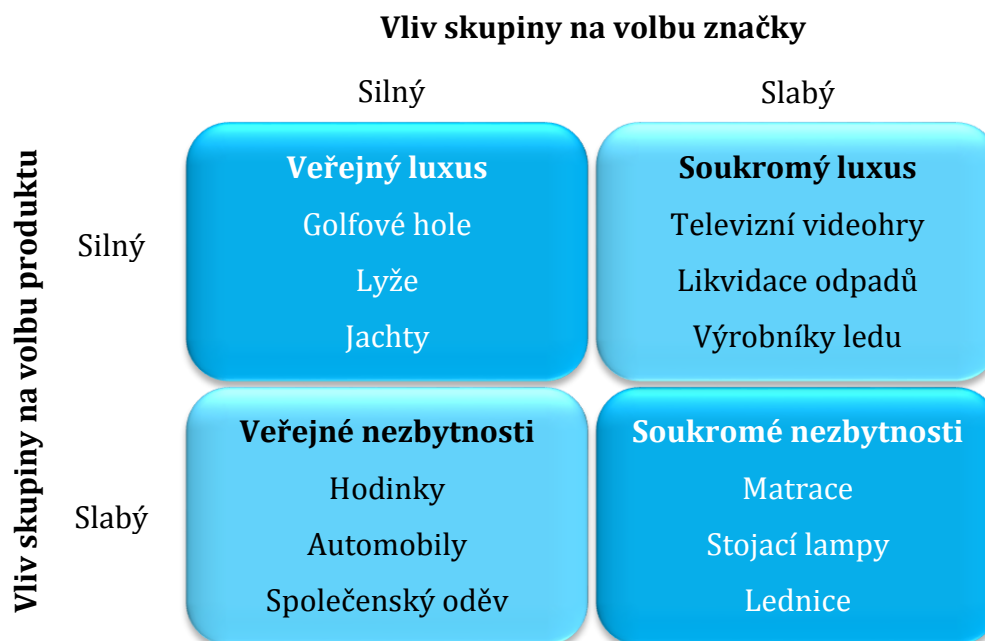 Vliv skupiny na volbu značky
Silný
Slabý
Vliv skupiny na volbu produktu
Silný
Veřejný luxus
Golfové hole
Lyže
Jachty
Soukromý luxus
Televizní videohry
Likvidace odpadů
Výrobníky ledu
Slabý
Veřejné nezbytnosti
Hodinky
Automobily
Společenský oděv
Soukromé nezbytnosti
Matrace
Stojací lampy
Lednice